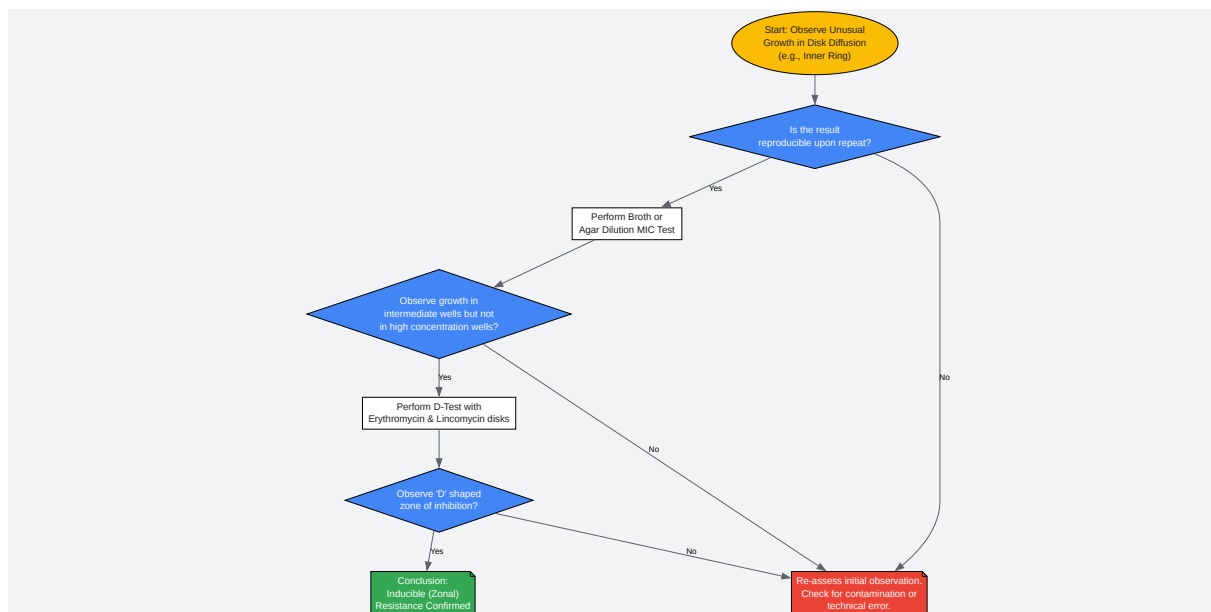 Start: Observe Unusual
Growth in Disk Diffusion
(e.g., Inner Ring)
Is the result
reproducible upon repeat?
Yes
Perform Broth or
Agar Dilution MIC Test
Observe growth in
intermediate wells but not
in high concentration wells?
Yes
No
Perform D-Test with
Erythromycin & Lincomycin disks
No
Observe 'D' shaped
zone of inhibition?
Yes
No
Conclusion:
Inducible (Zonal)
Resistance Confirmed
Re-assess initial observation.
Check for contamination or
technical error.